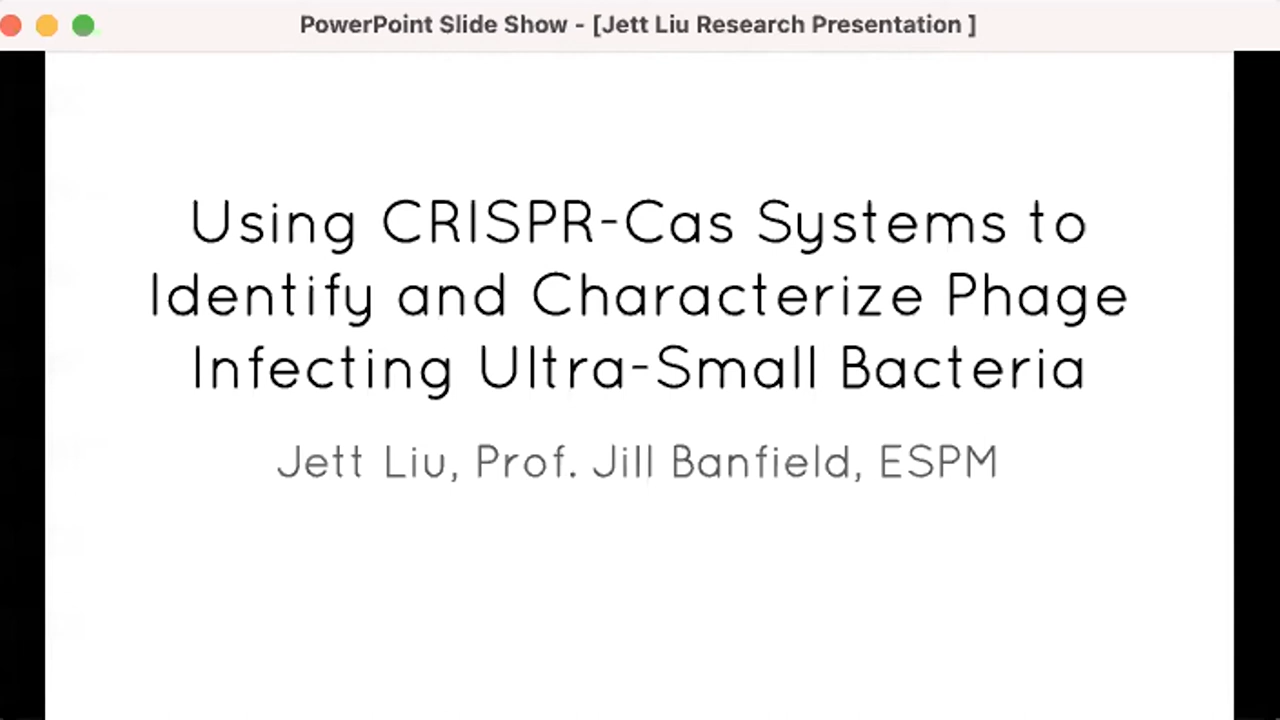 PowerPoint Slide Show - [Jett Liu Research Presentation ]
Using CRISPR-Cas Systems to
Identify and Characterize Phage
Infecting Ultra-Small Bacteria
Jett Liu, Prof. Jill Banfield, ESPM